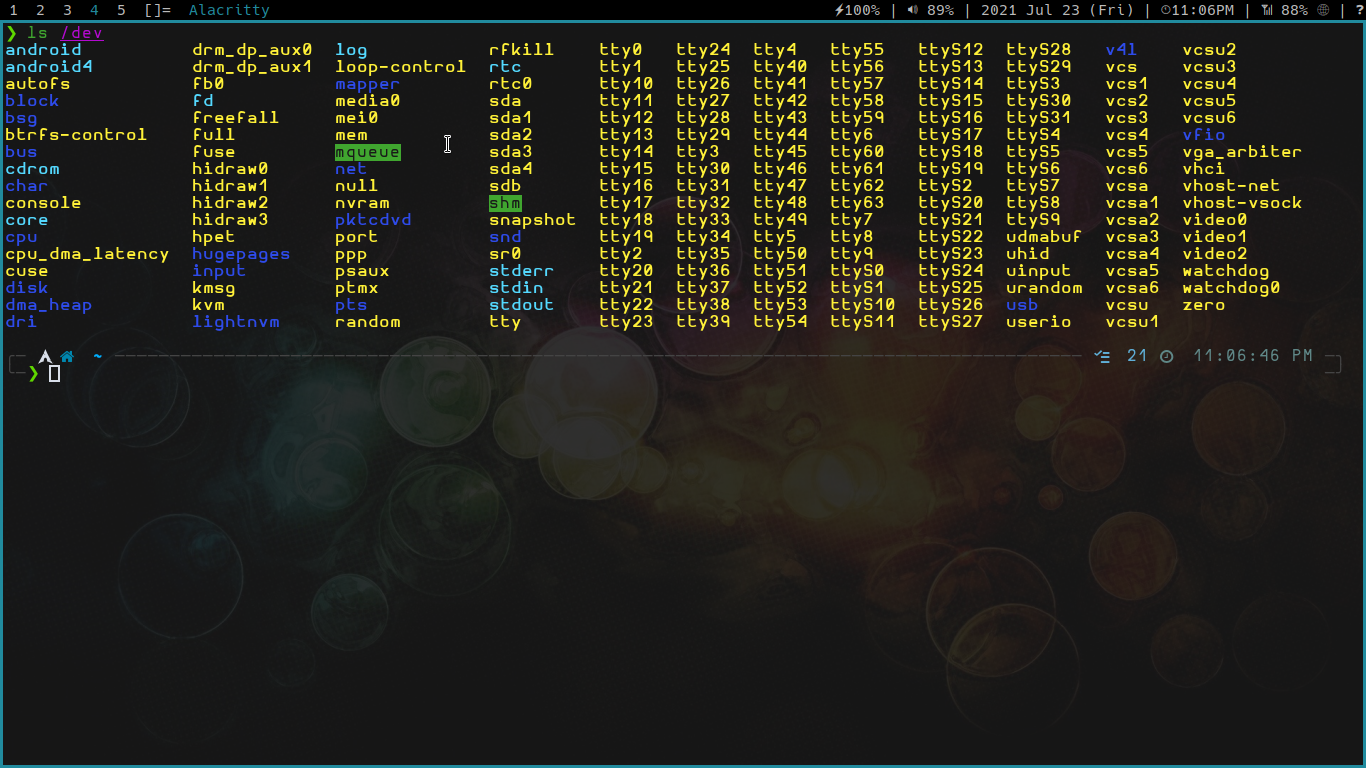 1 2 3 4 5 []= Alacritty 100% | 89% | 2021 Jul 23 (Fri) | 11:06PM | 88% | ?
❯ ls /dev
android drm_dp_aux0 log rfkill tty0 tty24 tty4 tty55 ttyS12 ttyS28 v4l vcsu2
android4 drm_dp_aux1 loop-control rtc tty1 tty25 tty40 tty56 ttyS13 ttyS29 vcs vcsu3
autofs fb0 mapper rtc0 tty10 tty26 tty41 tty57 ttyS14 ttyS3 vcs1 vcsu4
block fd media0 sda tty11 tty27 tty42 tty58 ttyS15 ttyS30 vcs2 vcsu5
bsg freefall mei0 sda1 tty12 tty28 tty43 tty59 ttyS16 ttyS31 vcs3 vcsu6
btrfs-control full mem sda2 tty13 tty29 tty44 tty6 ttyS17 ttyS4 vcs4 vfio
bus fuse mqueue sda3 tty14 tty3 tty45 tty60 ttyS18 ttyS5 vcs5 vga_arbiter
cdrom hidraw0 net sda4 tty15 tty30 tty46 tty61 ttyS19 ttyS6 vcs6 vhci
char hidraw1 null sdb tty16 tty31 tty47 tty62 ttyS2 ttyS7 vcsa vhost-net
console hidraw2 nvram shm tty17 tty32 tty48 tty63 ttyS20 ttyS8 vcsa1 vhost-vsock
core hidraw3 pktcdvd snapshot tty18 tty33 tty49 tty7 ttyS21 ttyS9 vcsa2 video0
cpu hpet port snd tty19 tty34 tty5 tty8 ttyS22 udmabuf vcsa3 video1
cpu_dma_latency hugepages ppp sr0 tty2 tty35 tty50 tty9 ttyS23 uhid vcsa4 video2
cuse input psaux stderr tty20 tty36 tty51 ttyS0 ttyS24 uinput vcsa5 watchdog
disk kmsg ptmx stdin tty21 tty37 tty52 ttyS1 ttyS25 urandom vcsa6 watchdog0
dma_heap kvm pts stdout tty22 tty38 tty53 ttyS10 ttyS26 usb vcsu zero
dri lightnvm random tty tty23 tty39 tty54 ttyS11 ttyS27 userio vcsu1
~ 21 11:06:46 PM
❯